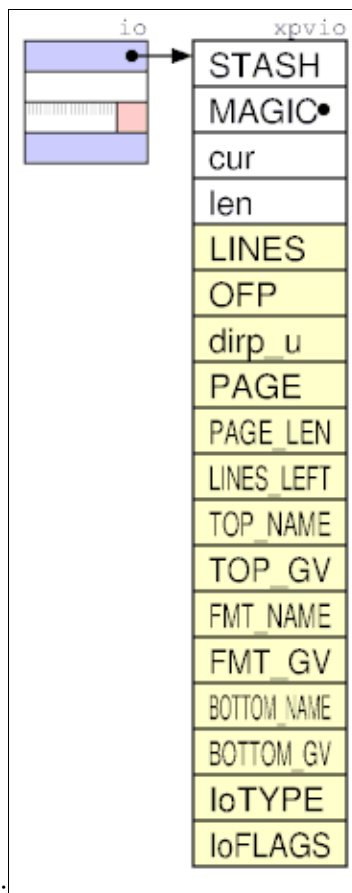 io xpvio
STASH
MAGIC
cur
len
LINES
OFP
dirp_u
PAGE
PAGE_LEN
LINES_LEFT
TOP_NAME
TOP_GV
FMT_NAME
FMT_GV
BOTTOM_NAME
BOTTOM_GV
IoTYPE
IoFLAGS
.